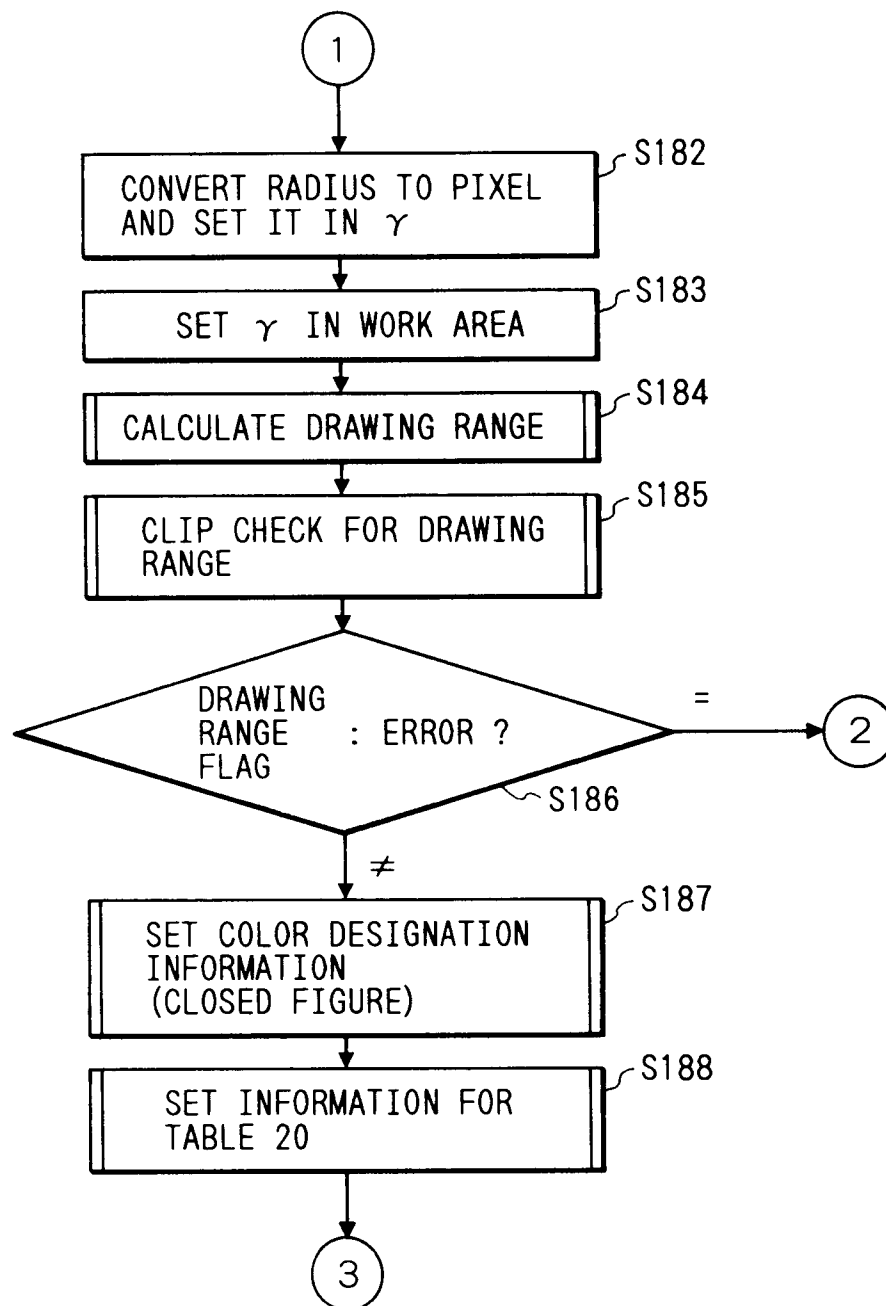 1
S182
CONVERT RADIUS TO PIXEL
AND SET IT IN γ
S183
SET γ IN WORK AREA
S184
CALCULATE DRAWING RANGE
S185
CLIP CHECK FOR DRAWING
RANGE
DRAWING
RANGE : ERROR ?
FLAG
=
2
S186
≠
S187
SET COLOR DESIGNATION
INFORMATION
(CLOSED FIGURE)
S188
SET INFORMATION FOR
TABLE 20
3